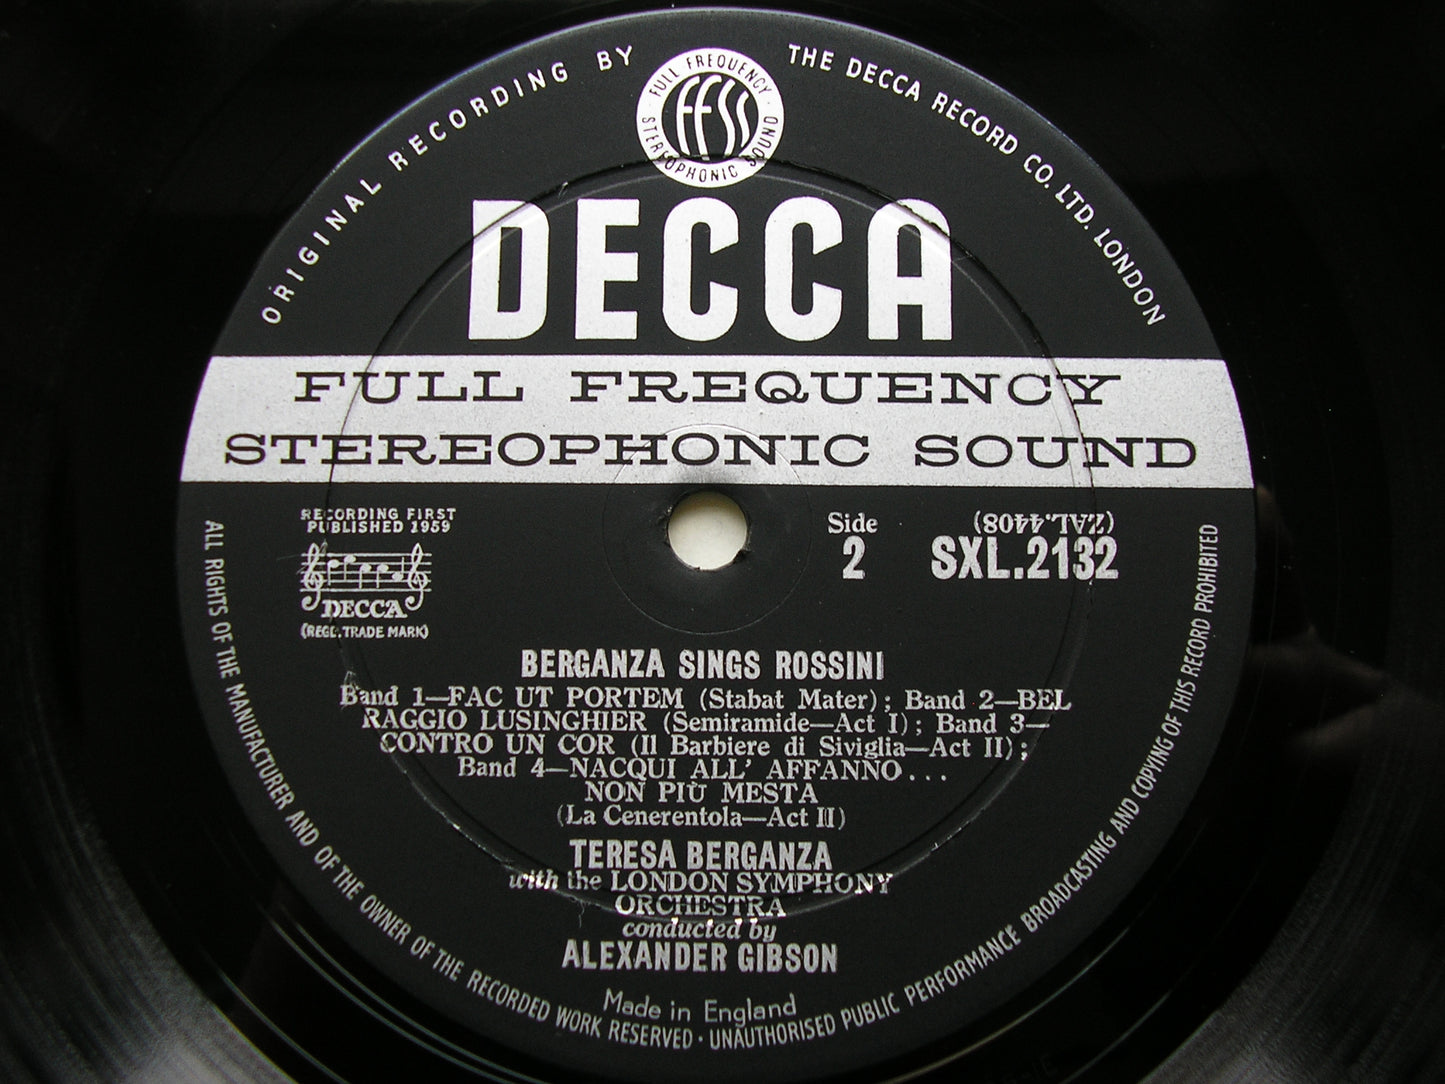 ORIGINAL RECORDING BY
THE DECCA RECORD CO. LTD. LONDON
FULL FREQUENCY
STEREOPHONIC SOUND
FFSS
DECCA
FULL FREQUENCY
STEREOPHONIC SOUND
RECORDING FIRST
PUBLISHED 1959
DECCA
(REGD. TRADE MARK)
Side
2
(ZAL.4408)
SXL.2132
BERGANZA SINGS ROSSINI
Band 1—FAC UT PORTEM (Stabat Mater); Band 2—BEL
RAGGIO LUSINGHIER (Semiramide—Act I); Band 3—
CONTRO UN COR (Il Barbiere di Siviglia—Act II);
Band 4—NACQUI ALL' AFFANNO...
NON PIÙ MESTA
(La Cenerentola—Act II)
TERESA BERGANZA
with the LONDON SYMPHONY
ORCHESTRA
conducted by
ALEXANDER GIBSON
Made in England
ALL RIGHTS OF THE MANUFACTURER AND OF THE OWNER OF THE RECORDED WORK RESERVED · UNAUTHORISED PUBLIC PERFORMANCE BROADCASTING AND COPYING OF THIS RECORD PROHIBITED